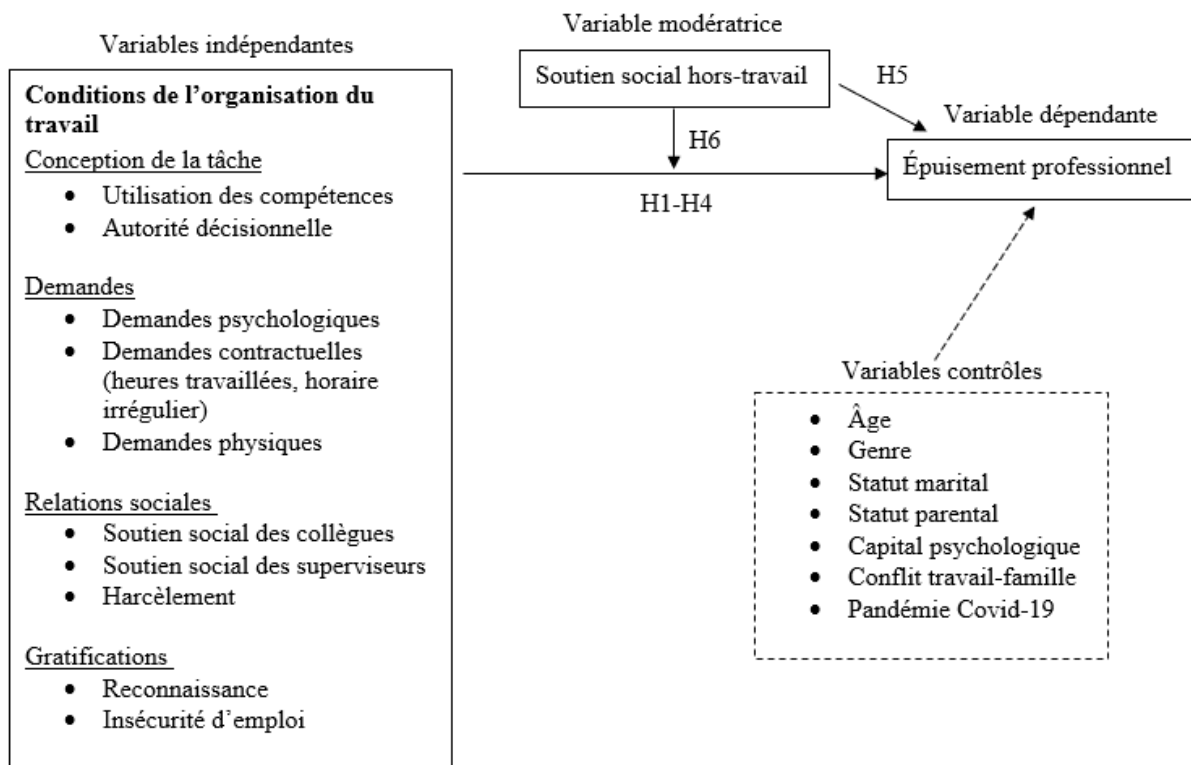 Variables indépendantes
Conditions de l’organisation du
travail
Conception de la tâche
• Utilisation des compétences
• Autorité décisionnelle
Demandes
• Demandes psychologiques
• Demandes contractuelles
(heures travaillées, horaire
irrégulier)
• Demandes physiques
Relations sociales
• Soutien social des collègues
• Soutien social des superviseurs
• Harcèlement
Gratifications
• Reconnaissance
• Insécurité d’emploi
Variable modératrice
Soutien social hors-travail
H5
H6
H1-H4
Variable dépendante
Épuisement professionnel
Variables contrôles
• Âge
• Genre
• Statut marital
• Statut parental
• Capital psychologique
• Conflit travail-famille
• Pandémie Covid-19